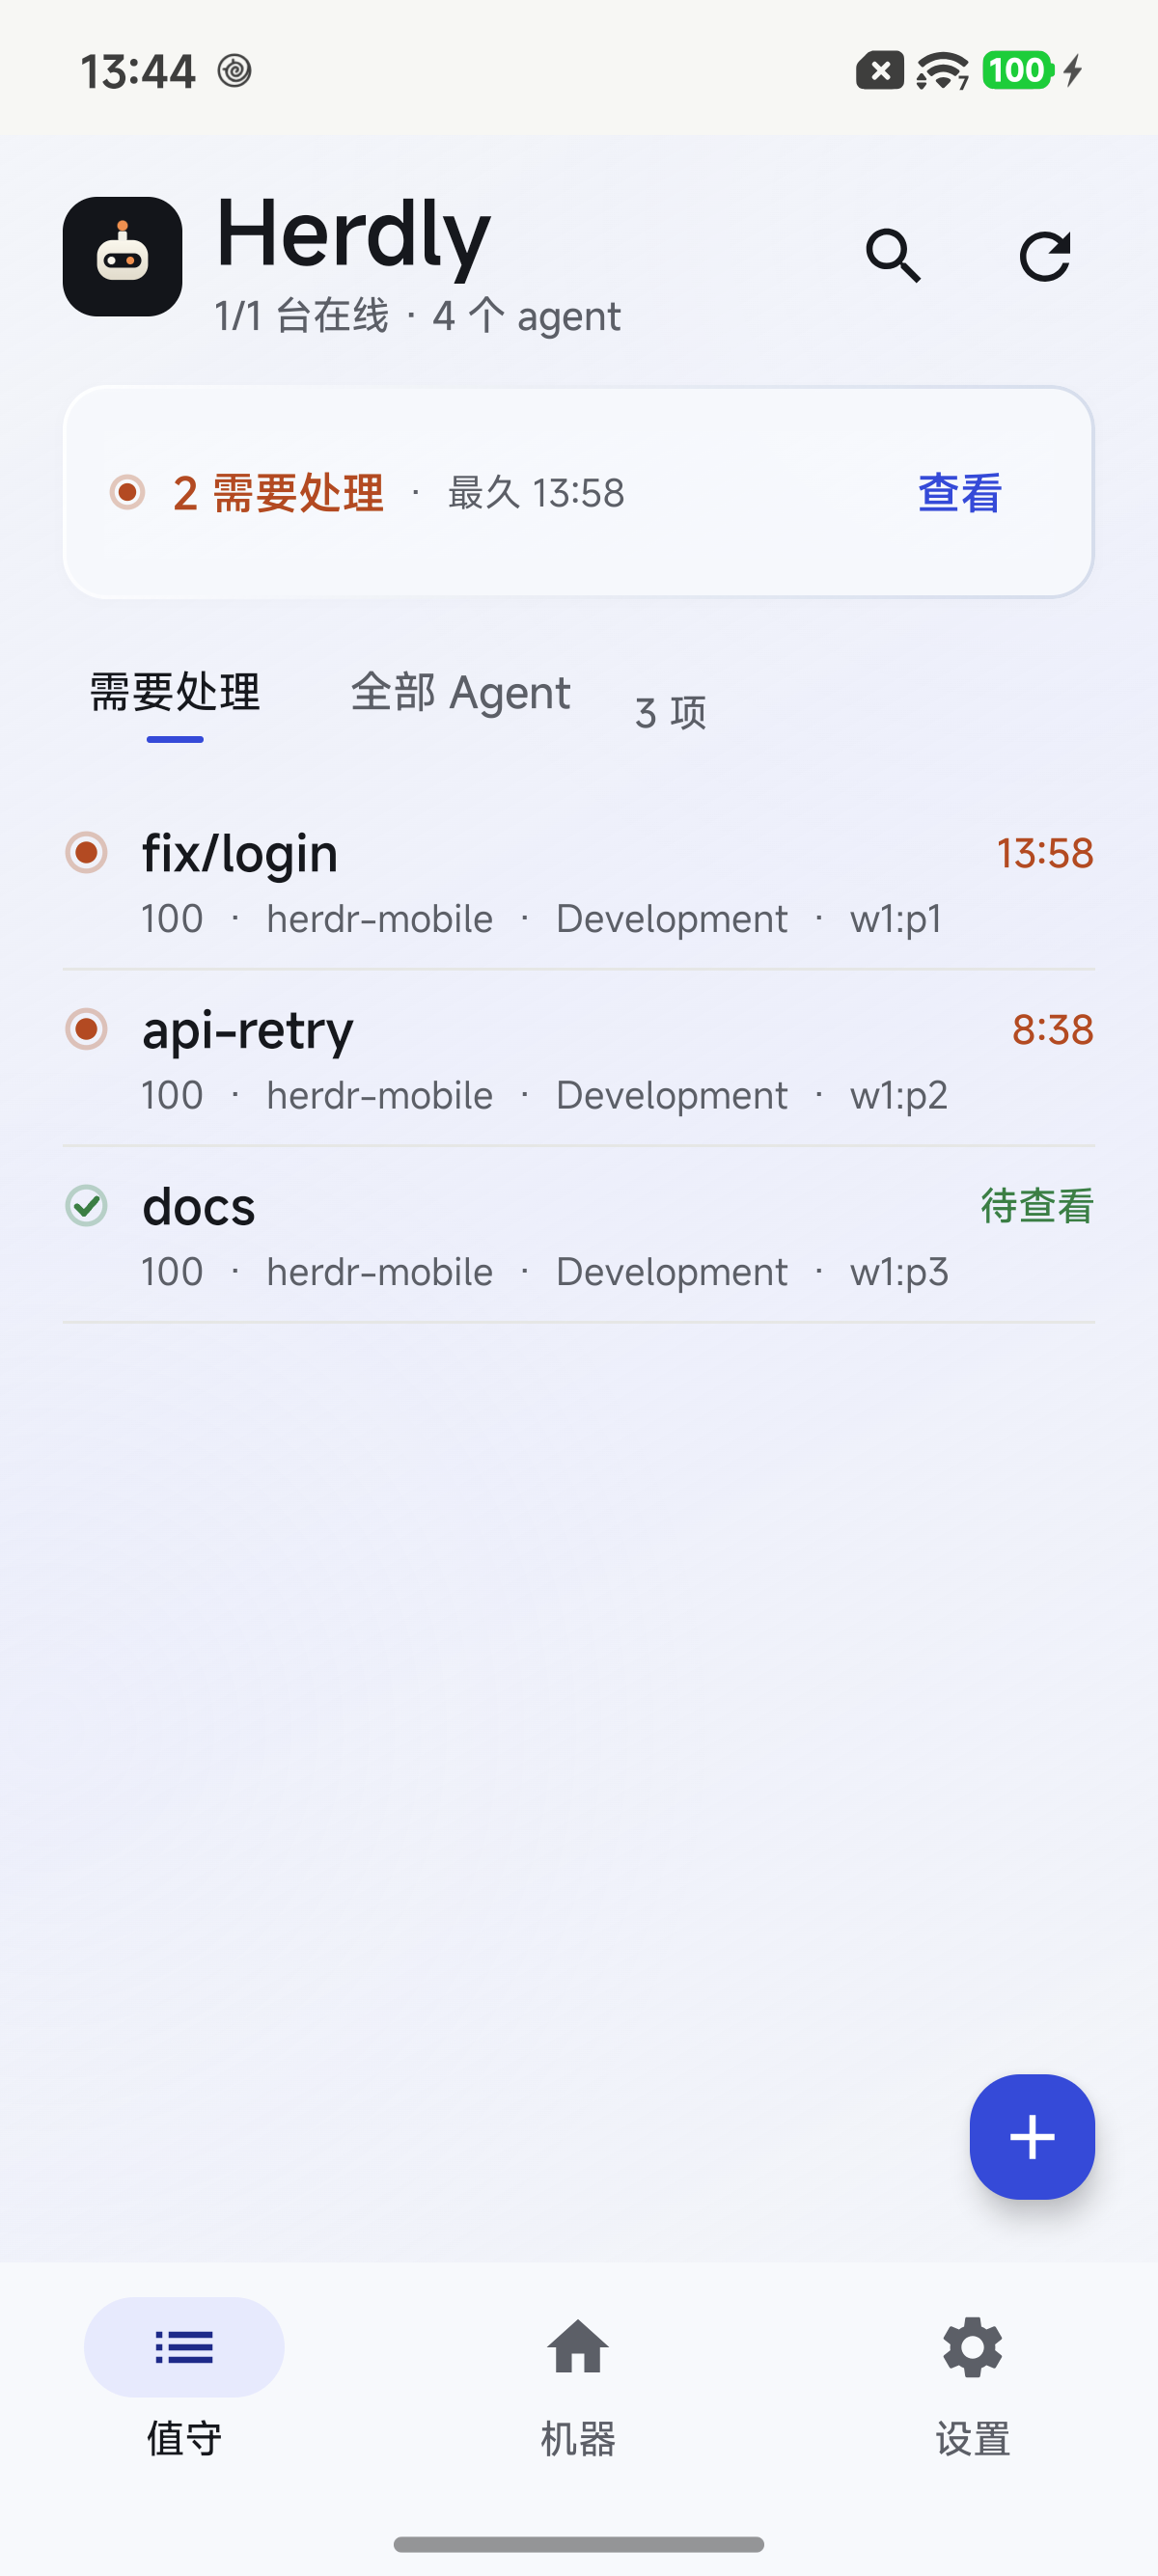 13:44
7 100
Herdly
1/1 台在线 · 4 个 agent
2 需要处理 · 最久 13:58 查看
需要处理 全部 Agent 3 项
fix/login 13:58
100 · herdr-mobile · Development · w1:p1
api-retry 8:38
100 · herdr-mobile · Development · w1:p2
docs 待查看
100 · herdr-mobile · Development · w1:p3
值守 机器 设置